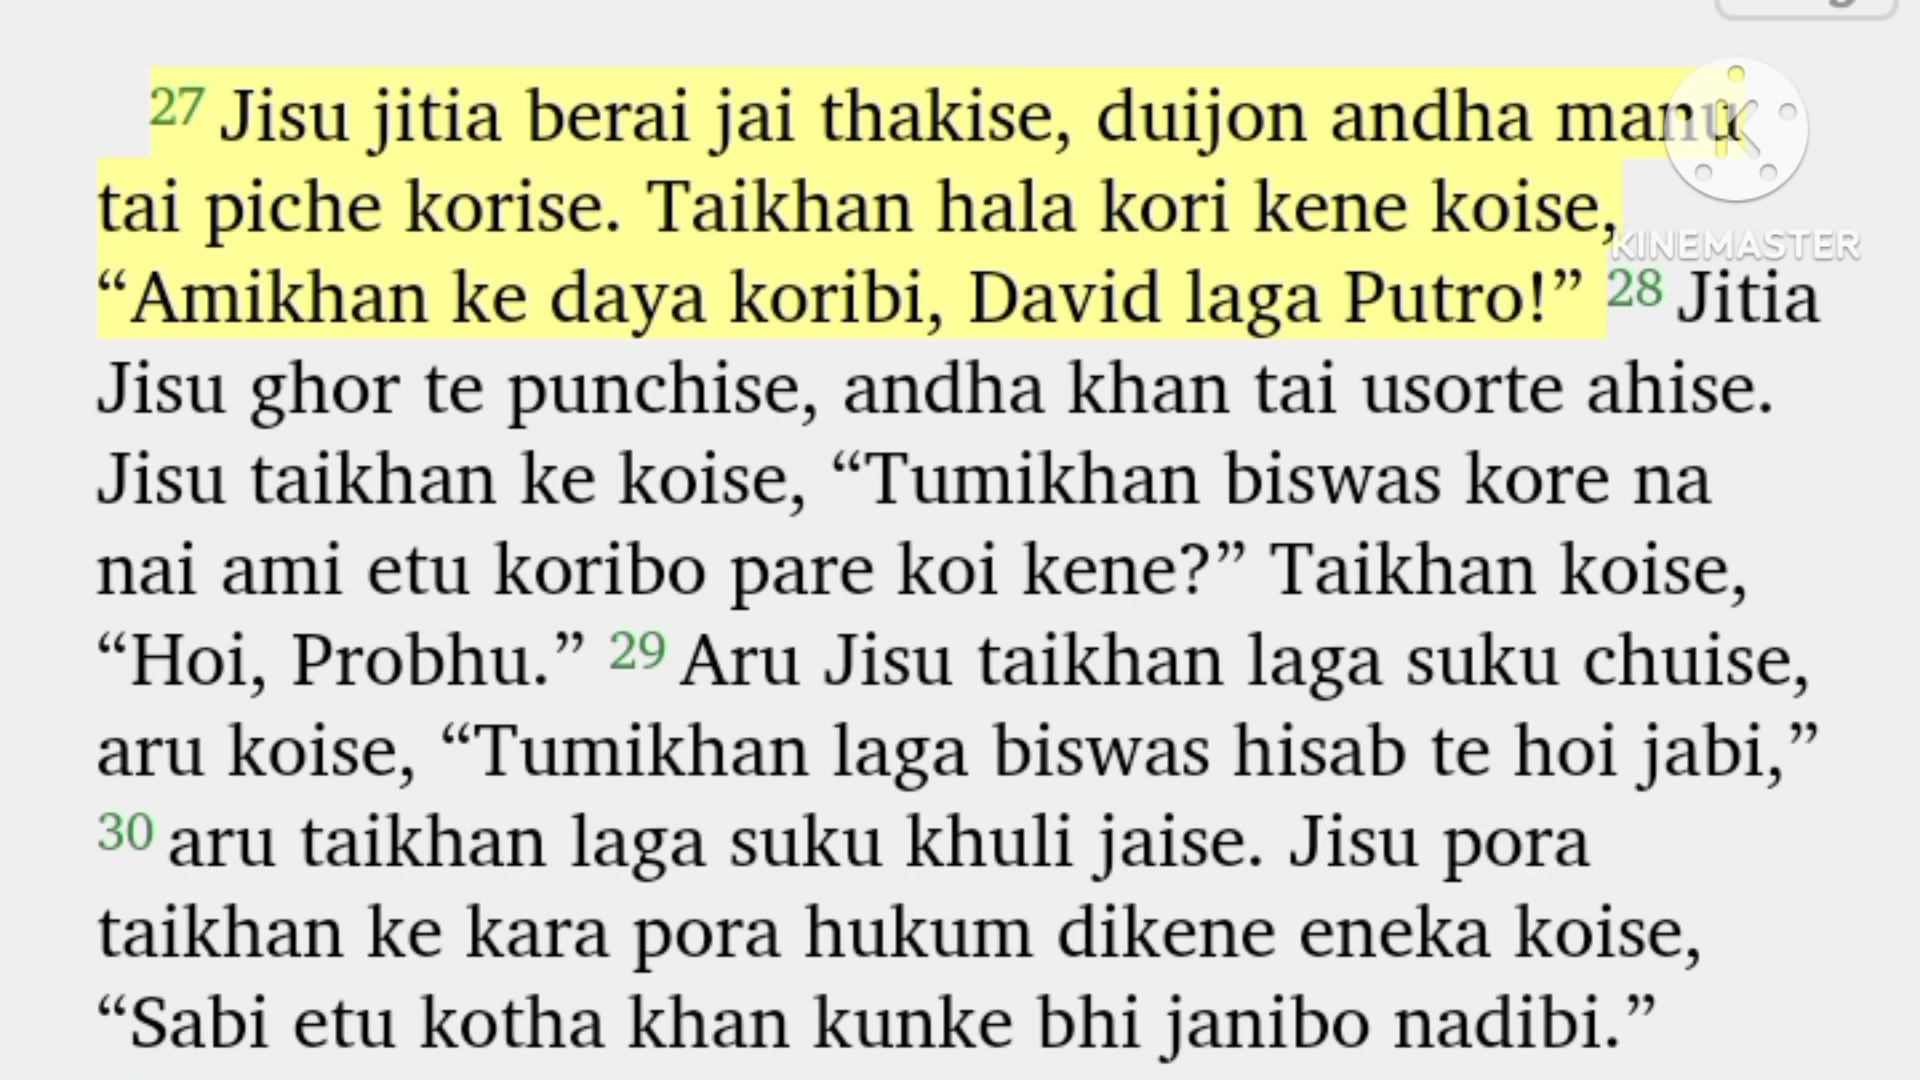 27 Jisu jitia berai jai thakise, duijon andha manu
tai piche korise. Taikhan hala kori kene koise,
KINEMASTER
“Amikhan ke daya koribi, David laga Putro!” 28 Jitia
Jisu ghor te punchise, andha khan tai usorte ahise.
Jisu taikhan ke koise, “Tumikhan biswas kore na
nai ami etu koribo pare koi kene?” Taikhan koise,
“Hoi, Probhu.” 29 Aru Jisu taikhan laga suku chuise,
aru koise, “Tumikhan laga biswas hisab te hoi jabi,”
30 aru taikhan laga suku khuli jaise. Jisu pora
taikhan ke kara pora hukum dikene eneka koise,
“Sabi etu kotha khan kunke bhi janibo nadibi.”